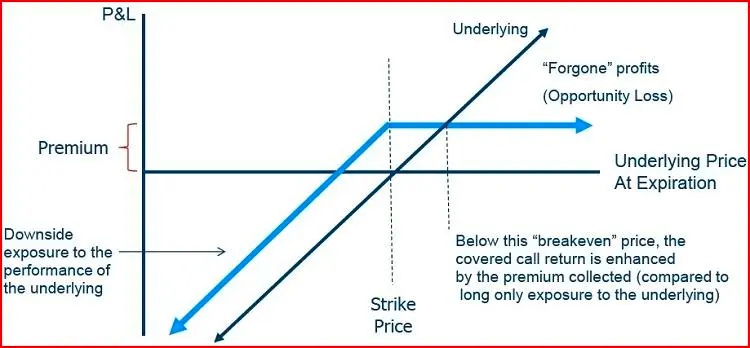 P&L
Underlying
“Forgone” profits
(Opportunity Loss)
Premium
Underlying Price
At Expiration
Downside
exposure to the
performance of
the underlying
Below this “breakeven” price, the
covered call return is enhanced
by the premium collected (compared to
long only exposure to the underlying)
Strike
Price